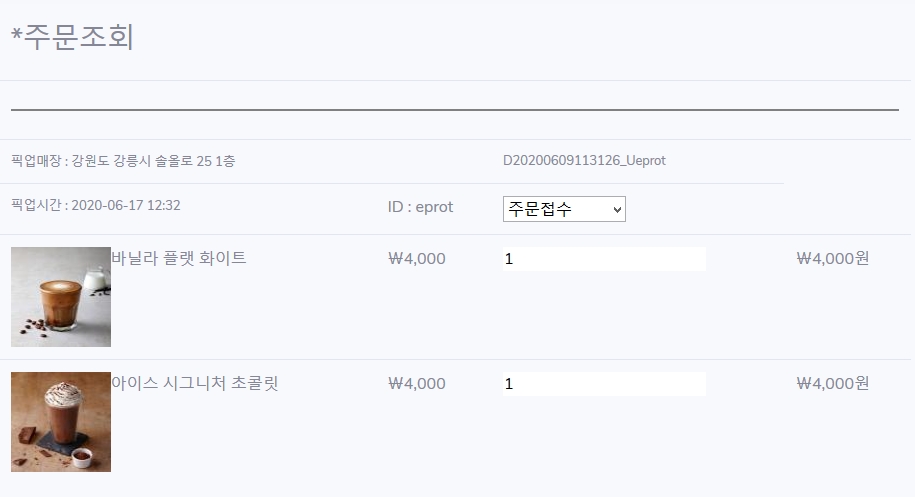 *주문조회
픽업매장 : 강원도 강릉시 솔올로 25 1층 D20200609113126_Ueprot
픽업시간 : 2020-06-17 12:32 ID : eprot 주문접수
바닐라 플랫 화이트 ₩4,000 1 ₩4,000원
아이스 시그니처 초콜릿 ₩4,000 1 ₩4,000원